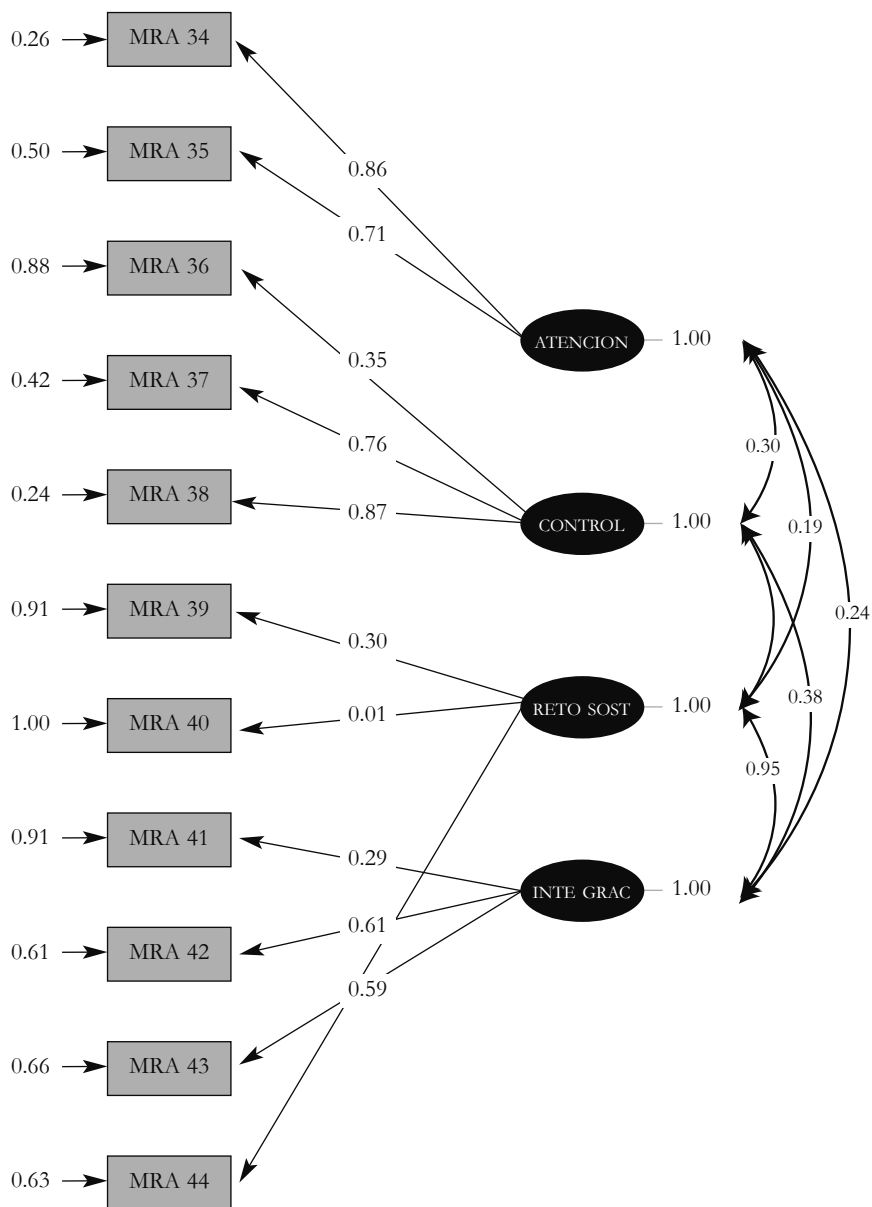 0.26
MRA 34
0.50
MRA 35
0.86
0.71
0.88
MRA 36
ATENCION
1.00
0.35
0.42
MRA 37
0.76
0.30
0.24
MRA 38
0.87
CONTROL
1.00
0.19
0.91
MRA 39
0.24
0.30
1.00
MRA 40
0.01
RETO SOST
1.00
0.38
0.95
0.91
MRA 41
0.29
INTE GRAC
1.00
0.61
0.61
MRA 42
0.59
0.66
MRA 43
0.63
MRA 44